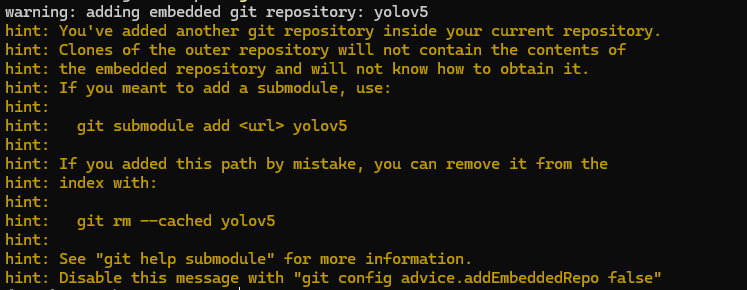 warning: adding embedded git repository: yolov5
hint: You've added another git repository inside your current repository.
hint: Clones of the outer repository will not contain the contents of
hint: the embedded repository and will not know how to obtain it.
hint: If you meant to add a submodule, use:
hint:
hint:   git submodule add <url> yolov5
hint:
hint: If you added this path by mistake, you can remove it from the
hint: index with:
hint:
hint:   git rm --cached yolov5
hint:
hint: See "git help submodule" for more information.
hint: Disable this message with "git config advice.addEmbeddedRepo false"